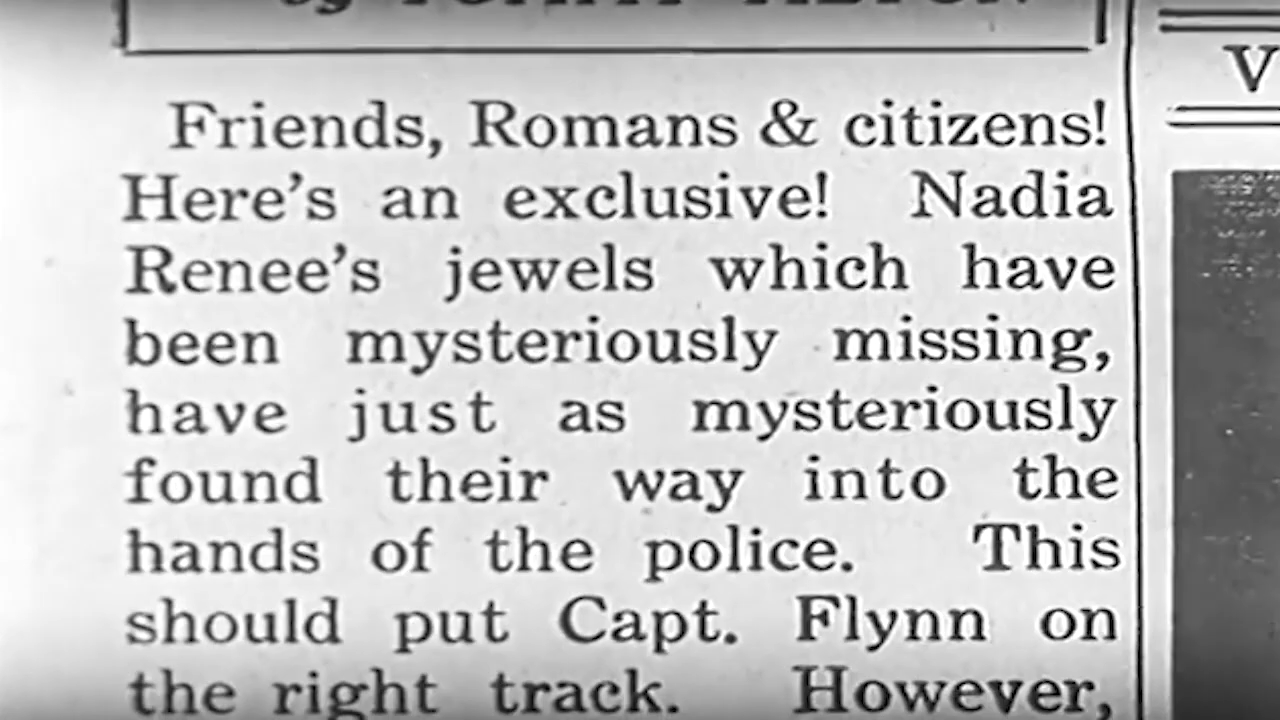 by
Friends, Romans & citizens!
Here's an exclusive! Nadia
Renee's jewels which have
been mysteriously missing,
have just as mysteriously
found their way into the
hands of the police. This
should put Capt. Flynn on
the right track. However,
V